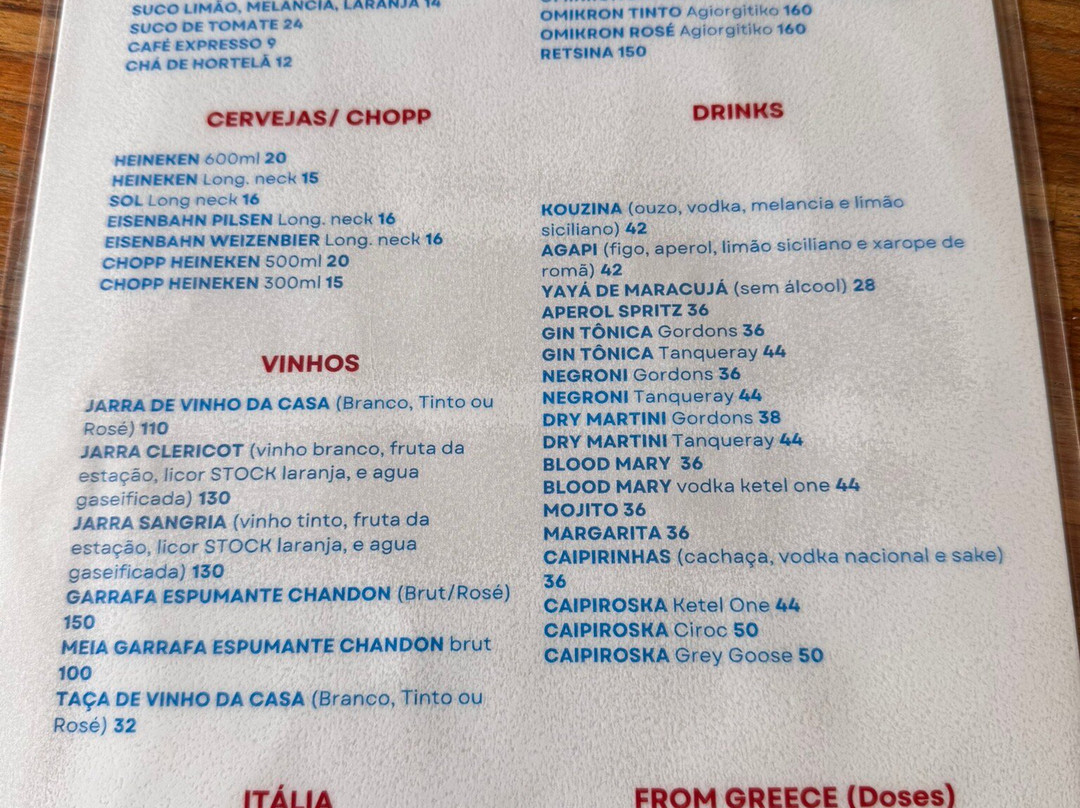 SUCO LIMÃO, MELANCIA, LARANJA 14
SUCO DE TOMATE 24
CAFÉ EXPRESSO 9
CHÁ DE HORTELÃ 12
CERVEJAS/ CHOPP
HEINEKEN 600ml 20
HEINEKEN Long. neck 15
SOL Long neck 16
EISENBAHN PILSEN Long. neck 16
EISENBAHN WEIZENBIER Long. neck 16
CHOPP HEINEKEN 500ml 20
CHOPP HEINEKEN 300ml 15
VINHOS
JARRA DE VINHO DA CASA (Branco, Tinto ou
Rosé) 110
JARRA CLERICOT (vinho branco, fruta da
estação, licor STOCK laranja, e agua
gaseificada) 130
JARRA SANGRIA (vinho tinto, fruta da
estação, licor STOCK laranja, e agua
gaseificada) 130
GARRAFA ESPUMANTE CHANDON (Brut/Rosé)
150
MEIA GARRAFA ESPUMANTE CHANDON brut
100
TAÇA DE VINHO DA CASA (Branco, Tinto ou
Rosé) 32
ITÁLIA
OMIKRON TINTO Agiorgitiko 160
OMIKRON ROSÉ Agiorgitiko 160
RETSINA 150
DRINKS
KOUZINA (ouzo, vodka, melancia e limão
siciliano) 42
AGAPI (figo, aperol, limão siciliano e xarope de
romã) 42
YAYÁ DE MARACUJÁ (sem álcool) 28
APEROL SPRITZ 36
GIN TÔNICA Gordons 36
GIN TÔNICA Tanqueray 44
NEGRONI Gordons 36
NEGRONI Tanqueray 44
DRY MARTINI Gordons 38
DRY MARTINI Tanqueray 44
BLOOD MARY 36
BLOOD MARY vodka ketel one 44
MOJITO 36
MARGARITA 36
CAIPIRINHAS (cachaça, vodka nacional e sake)
36
CAIPIROSKA Ketel One 44
CAIPIROSKA Ciroc 50
CAIPIROSKA Grey Goose 50
FROM GREECE (Doses)